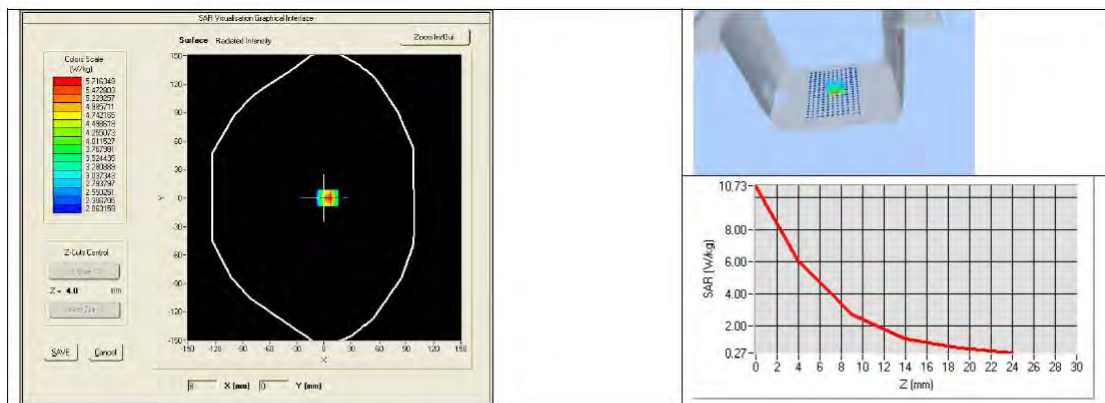 SAR Visualisation Graphical Interface
Surface Radiated Intensity
Zoom In/Out
Colors Scale
(W/kg)
5.716349
5.472803
5.229257
4.985711
4.742165
4.498619
4.255073
4.011527
3.767981
3.524435
3.280889
3.037343
2.793797
2.550251
2.306705
2.063159
150
120
90
60
30
0
-30
-60
-90
-120
-150
Y
-150 -120 -90 -60 -30 0 30 60 90 120 150
X
Z-Cuts Control
Z = 4.0 mm
SAVE Cancel
8 X (mm) 0 Y (mm)
10.73
8.00
6.00
4.00
2.00
0.27
SAR (W/kg)
0 2 4 6 8 10 12 14 16 18 20 22 24 26 28 30
Z (mm)